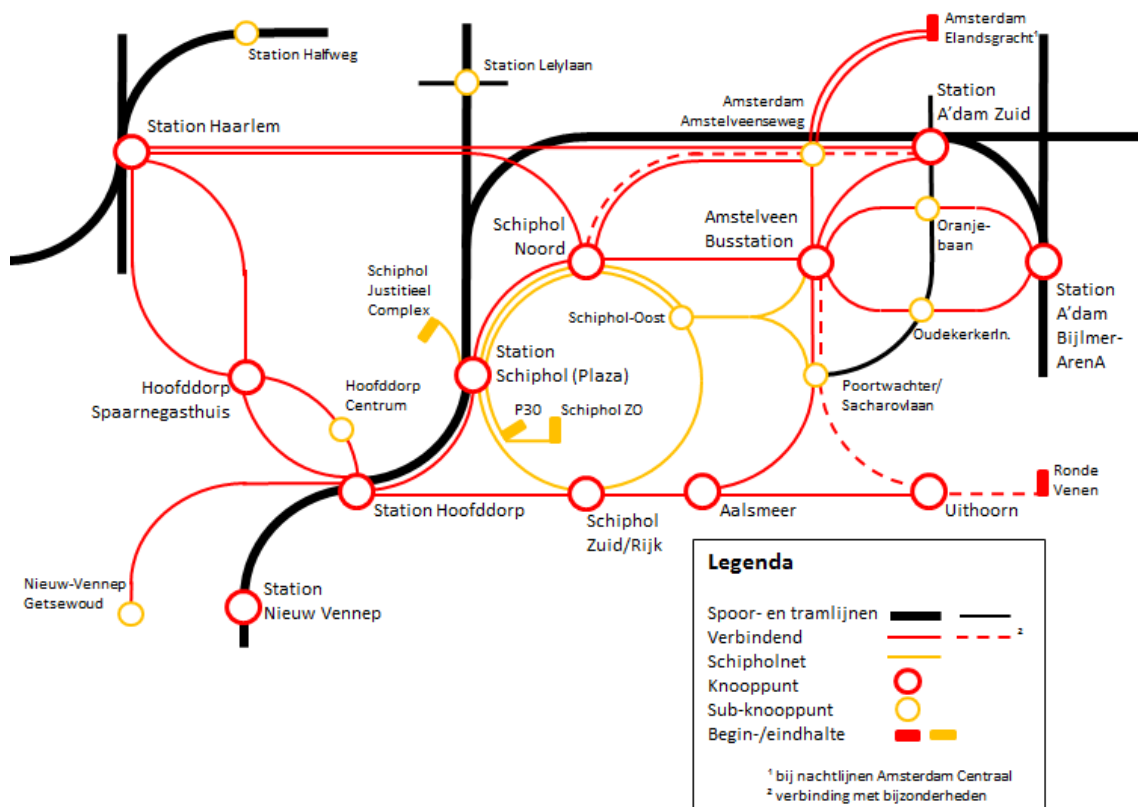 Station Halfweg
Station Haarlem
Station Lelylaan
Amsterdam
Elandsgracht¹
Amsterdam
Amstelveenseweg
Station
A'dam Zuid
Schiphol
Noord
Amstelveen
Busstation
Oranje-
baan
Schiphol
Justitieel
Complex
Schiphol-Oost
Station
A'dam
Bijlmer-
ArenA
Oudekerkerln.
Station
Schiphol (Plaza)
Hoofddorp
Spaarnegasthuis
Hoofddorp
Centrum
P30
Schiphol ZO
Poortwachter/
Sacharovlaan
Station Hoofddorp
Schiphol
Zuid/Rijk
Aalsmeer
Uithoorn
Ronde
Venen
Nieuw-Vennep
Getsewoud
Station
Nieuw Vennep
Legenda
Spoor- en tramlijnen
Verbindend ²
Schipholnet
Knooppunt
Sub-knooppunt
Begin-/eindhalte
¹ bij nachtlijnen Amsterdam Centraal
² verbinding met bijzonderheden